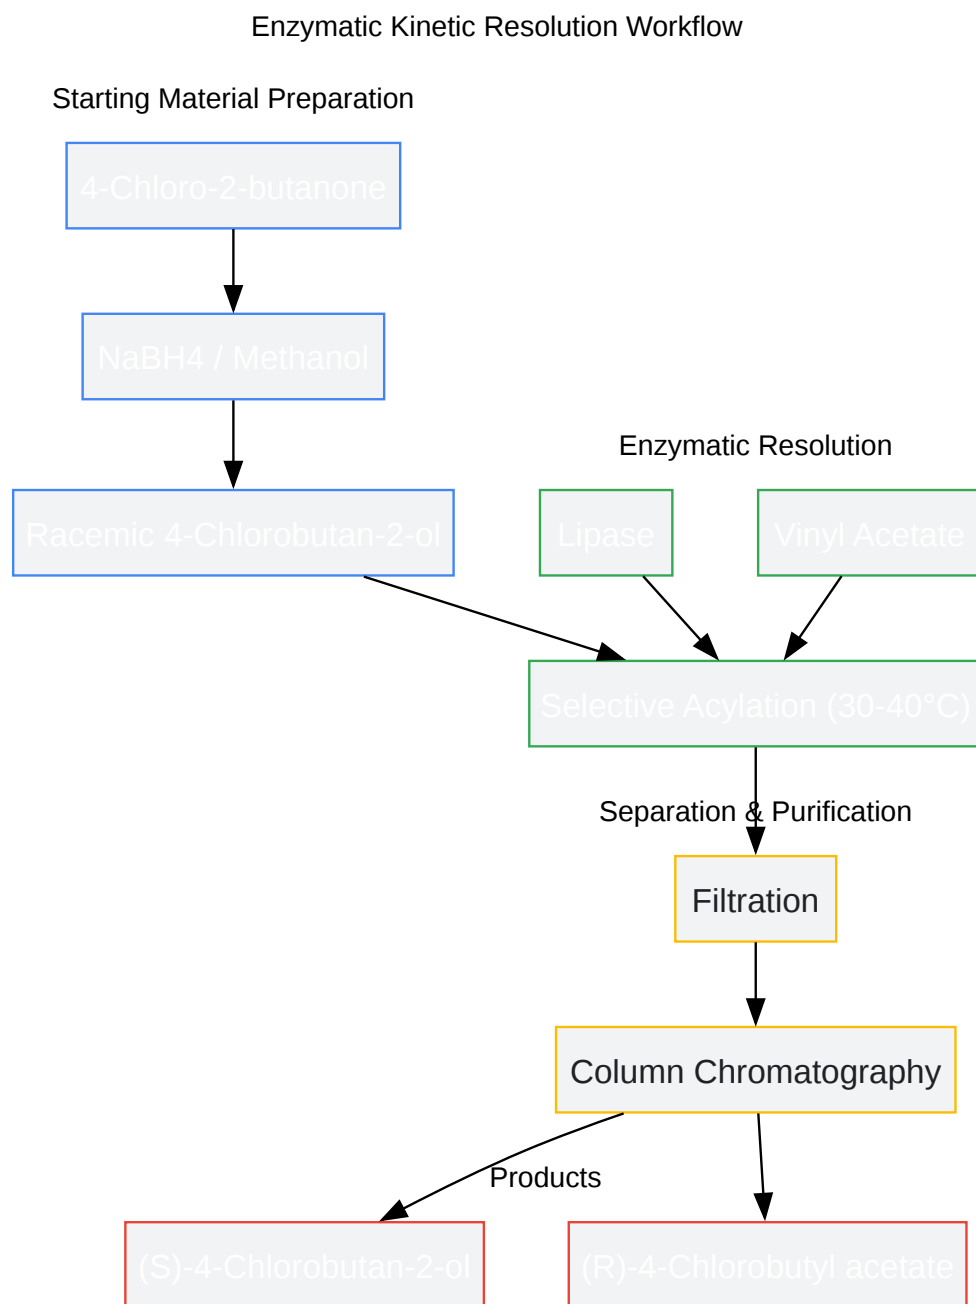 Enzymatic Kinetic Resolution Workflow
Starting Material Preparation
4-Chloro-2-butanone
NaBH4 / Methanol
Racemic 4-Chlorobutan-2-ol
Enzymatic Resolution
Lipase
Vinyl Acetate
Selective Acylation (30-40°C)
Separation & Purification
Filtration
Column Chromatography
Products
(S)-4-Chlorobutan-2-ol
(R)-4-Chlorobutyl acetate